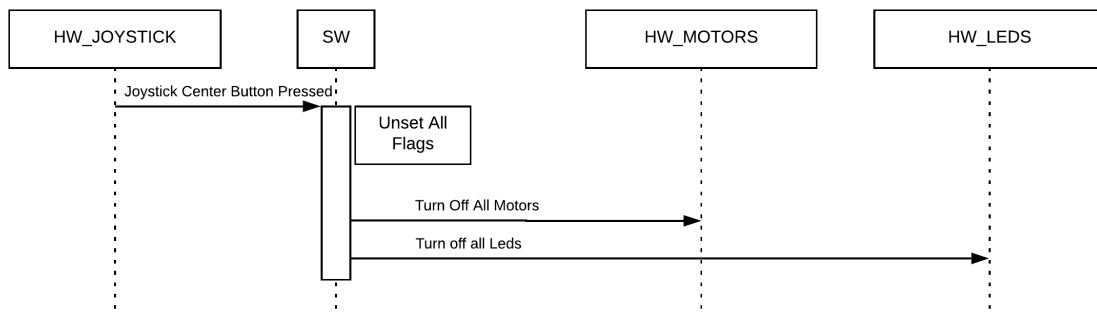 HW_JOYSTICK
SW
HW_MOTORS
HW_LEDS
Joystick Center Button Pressed
Unset All
Flags
Turn Off All Motors
Turn off all Leds